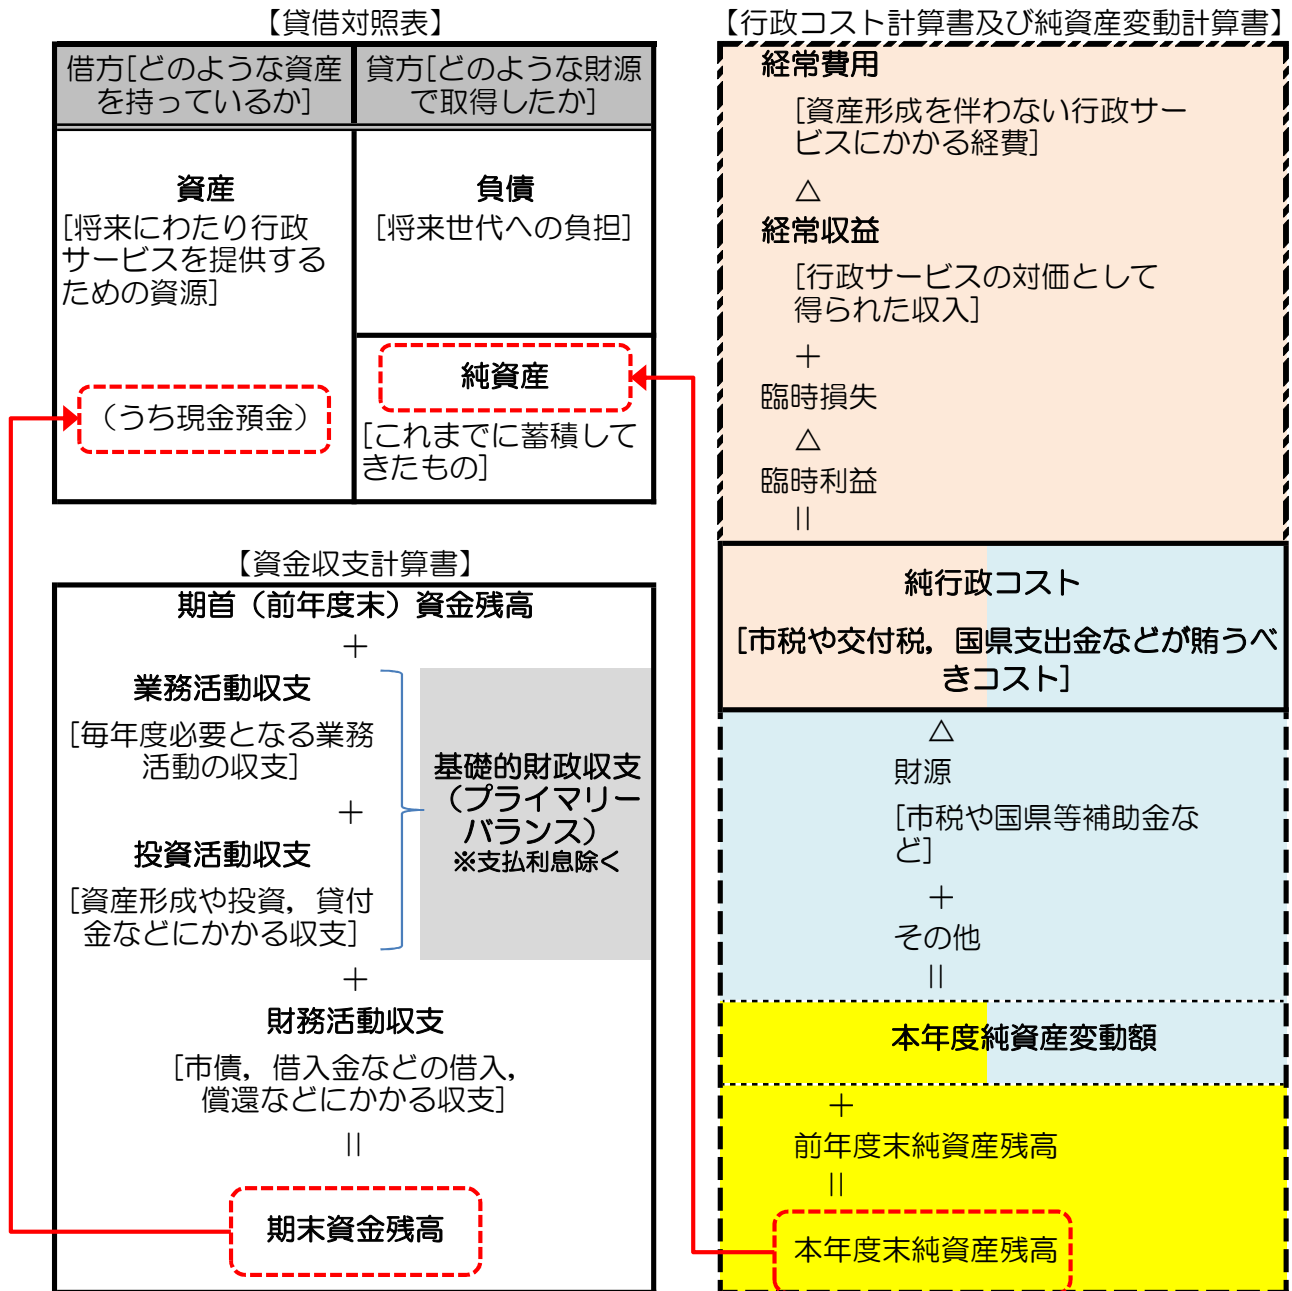 【貸借対照表】
借方[どのような資産
を持っているか]
貸方[どのような財源
で取得したか]
資産
[将来にわたり行政
サービスを提供する
ための資源]
（うち現金預金）
負債
[将来世代への負担]
純資産
[これまでに蓄積して
きたもの]
【資金収支計算書】
期首（前年度末）資金残高
＋
業務活動収支
[毎年度必要となる業務
活動の収支]
＋
投資活動収支
[資産形成や投資，貸付
金などにかかる収支]
基礎的財政収支
（プライマリー
バランス）
※支払利息除く
＋
財務活動収支
[市債，借入金などの借入，
償還などにかかる収支]
＝
期末資金残高
【行政コスト計算書及び純資産変動計算書】
経常費用
[資産形成を伴わない行政サー
ビスにかかる経費]
△
経常収益
[行政サービスの対価として
得られた収入]
＋
臨時損失
△
臨時利益
＝
純行政コスト
[市税や交付税，国県支出金などが賄うべ
きコスト]
△
財源
[市税や国県等補助金な
ど]
＋
その他
＝
本年度純資産変動額
＋
前年度末純資産残高
＝
本年度末純資産残高